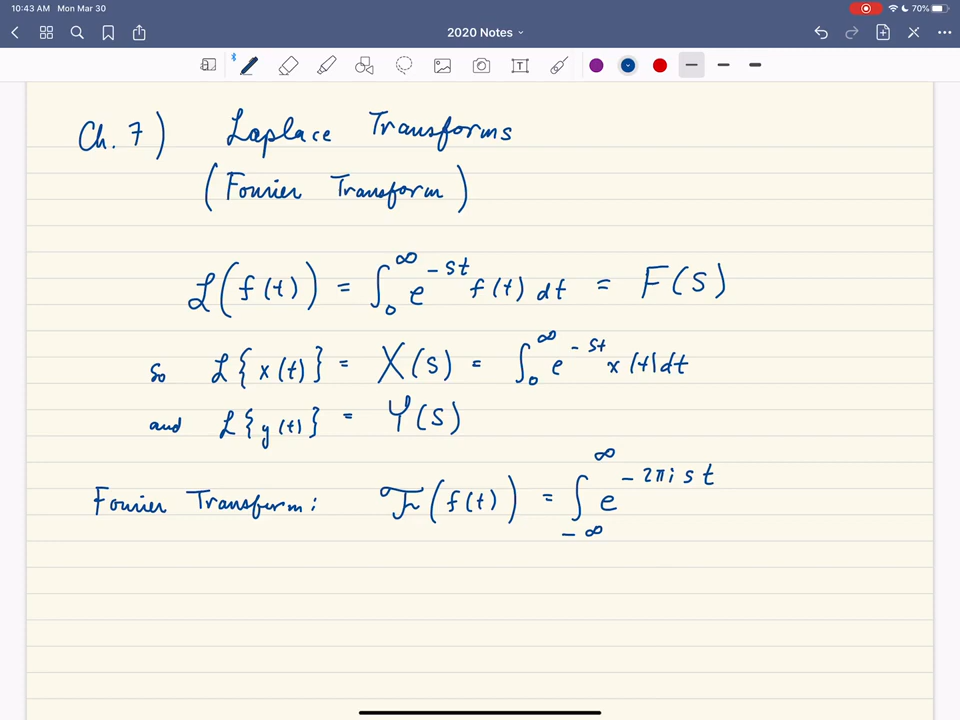 10:43 AM Mon Mar 30 70%
2020 Notes
T
Ch. 7) Laplace Transforms
(Fourier Transform)
ℒ(f(t)) = ∫₀^∞ e^{-st} f(t) dt = F(s)
so ℒ{x(t)} = X(s) = ∫₀^∞ e^{-st} x(t) dt
and ℒ{y(t)} = Y(s)
Fourier Transform: ℱ(f(t)) = ∫_{-∞}^{∞} e^{-2πist}